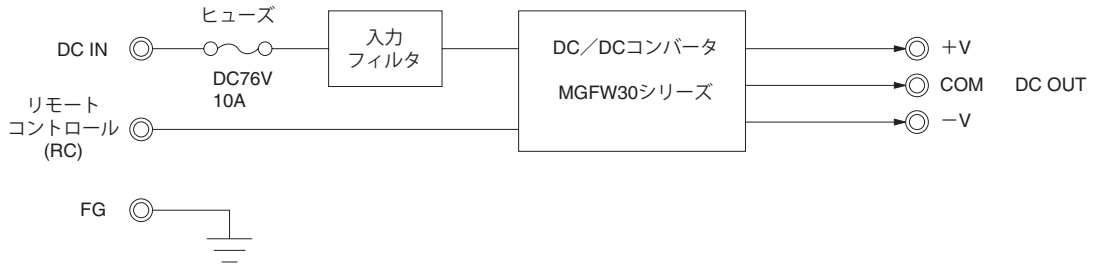 ヒューズ
DC IN
DC76V
10A
入力
フィルタ
DC／DCコンバータ
MGFW30シリーズ
＋V
COM
DC OUT
－V
リモート
コントロール
(RC)
FG